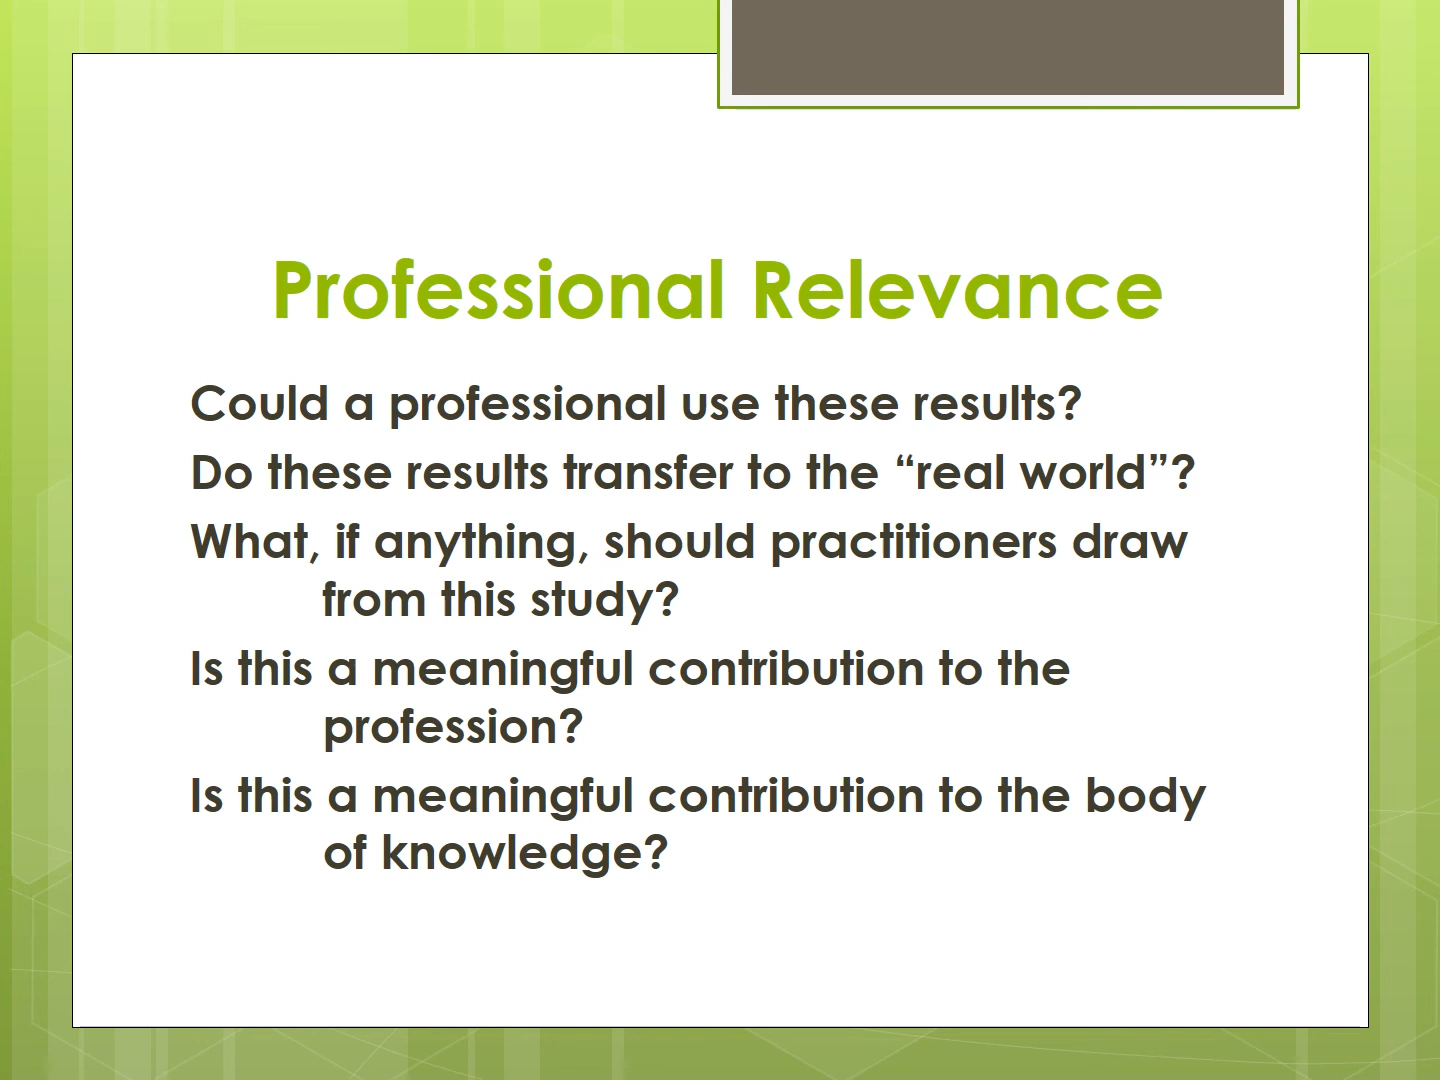 Professional Relevance
Could a professional use these results?
Do these results transfer to the “real world”?
What, if anything, should practitioners draw
from this study?
Is this a meaningful contribution to the
profession?
Is this a meaningful contribution to the body
of knowledge?